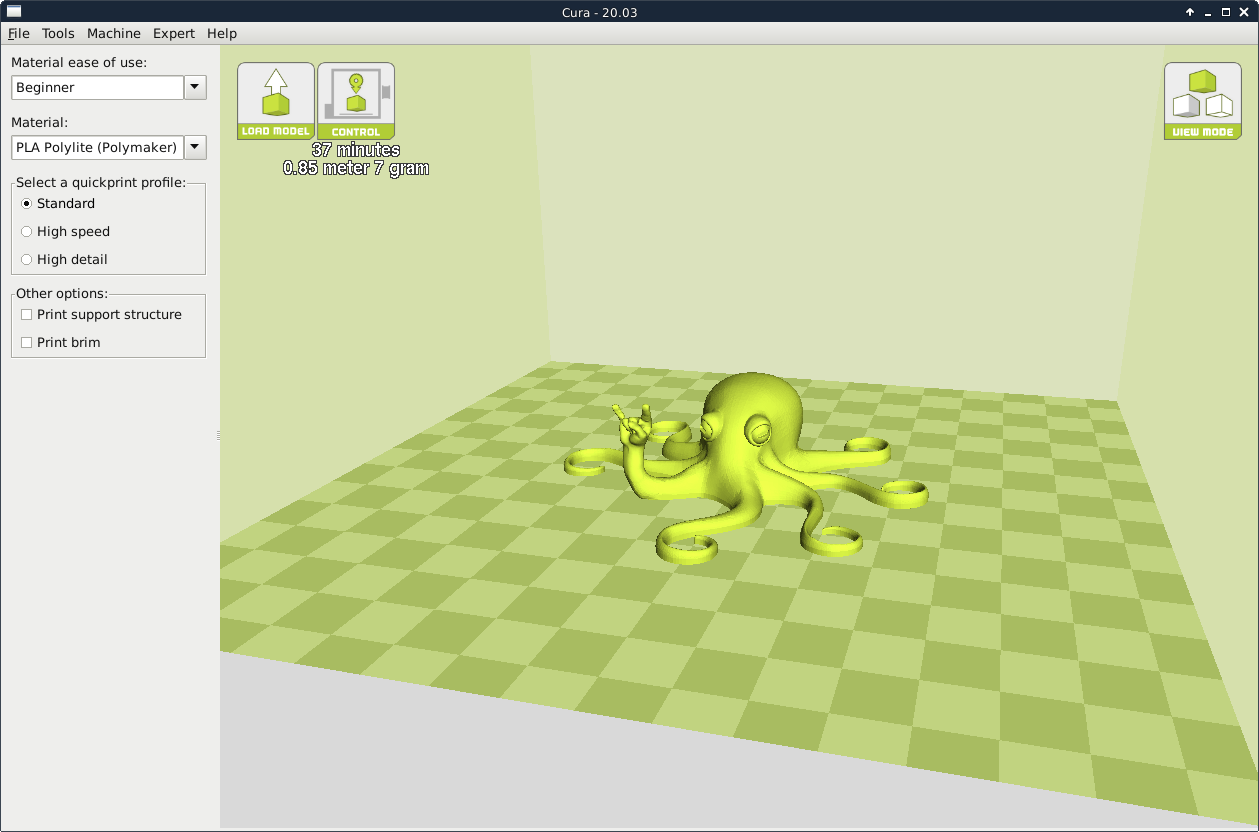 Cura - 20.03
File Tools Machine Expert Help
Material ease of use:
Beginner
Material:
PLA Polylite (Polymaker)
Select a quickprint profile:
Standard
High speed
High detail
Other options:
Print support structure
Print brim
LOAD MODEL
CONTROL
37 minutes
0.85 meter 7 gram
VIEW MODE